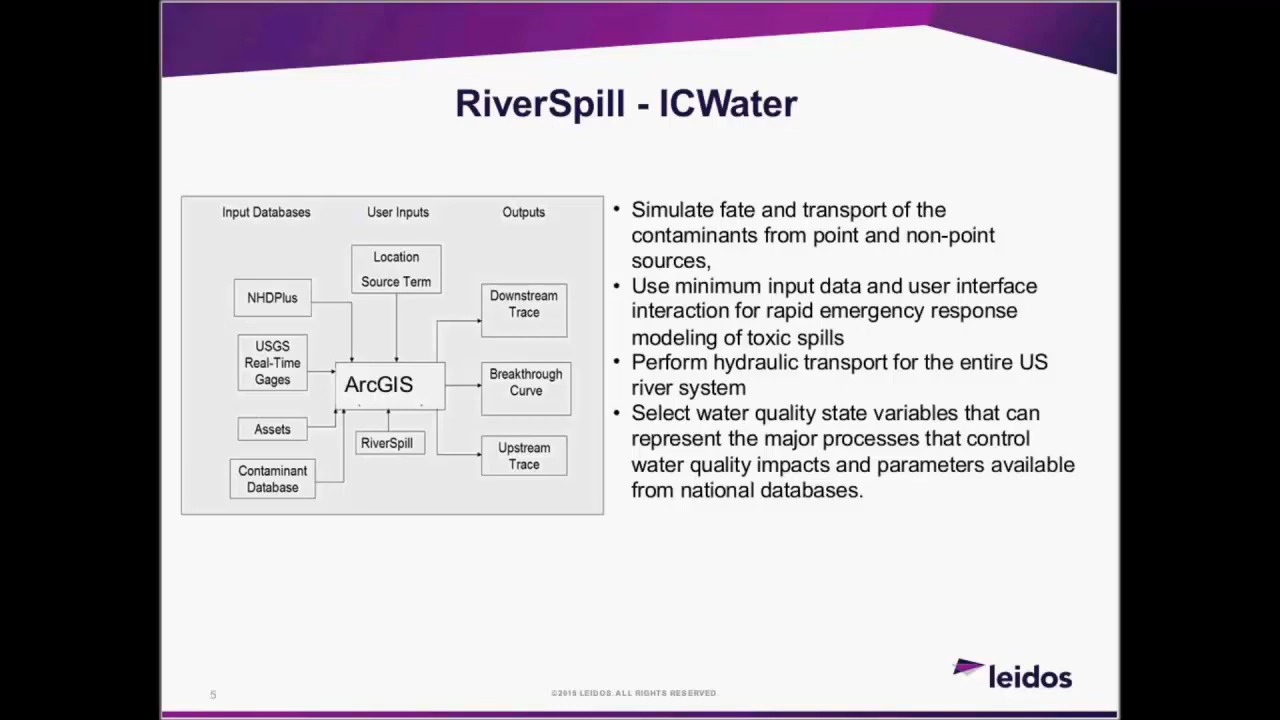 RiverSpill - ICWater
Input Databases
User Inputs
Outputs
Location
Source Term
NHDPlus
Downstream
Trace
USGS
Real-Time
Gages
ArcGIS
Breakthrough
Curve
Assets
RiverSpill
Upstream
Trace
Contaminant
Database
• Simulate fate and transport of the
contaminants from point and non-point
sources,
• Use minimum input data and user interface
interaction for rapid emergency response
modeling of toxic spills
• Perform hydraulic transport for the entire US
river system
• Select water quality state variables that can
represent the major processes that control
water quality impacts and parameters available
from national databases.
5
©2015 LEIDOS. ALL RIGHTS RESERVED
leidos